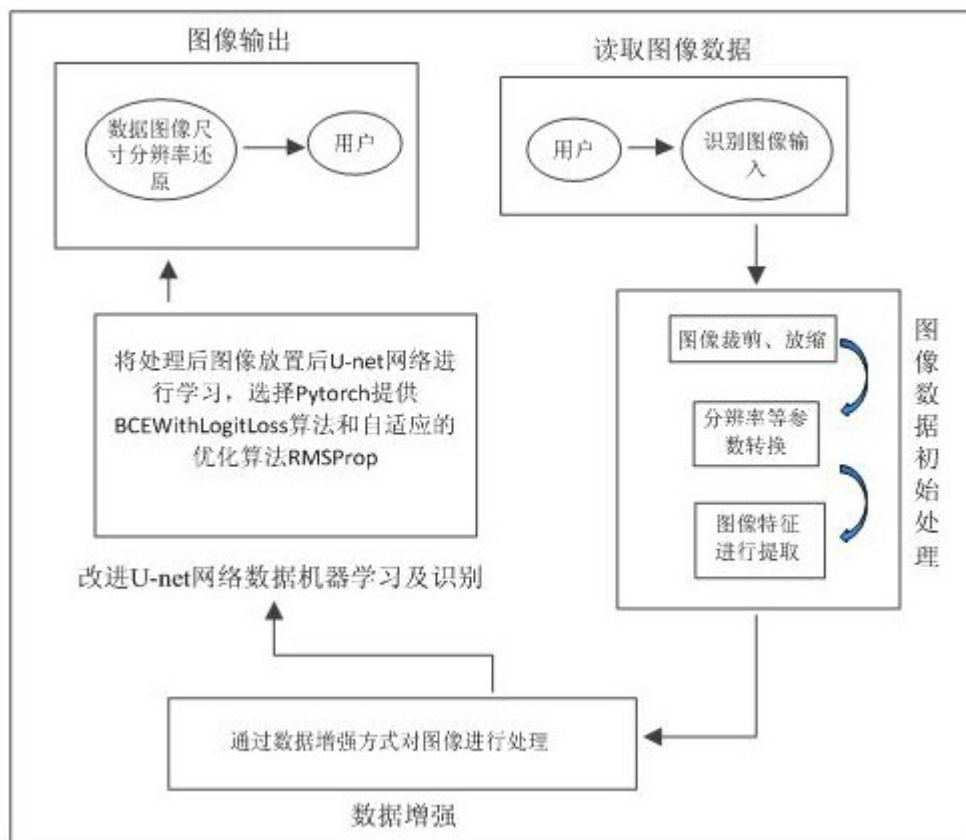 图像输出
数据图像尺
寸分辨率还
原
用户
读取图像数据
用户
识别图像输
入
图像裁剪、放缩
分辨率等参
数转换
图像特征
进行提取
图像数据初始处理
将处理后图像放置后U-net网络进
行学习，选择Pytorch提供
BCEWithLogitLoss算法和自适应的
优化算法RMSProp
改进U-net网络数据机器学习及识别
通过数据增强方式对图像进行处理
数据增强